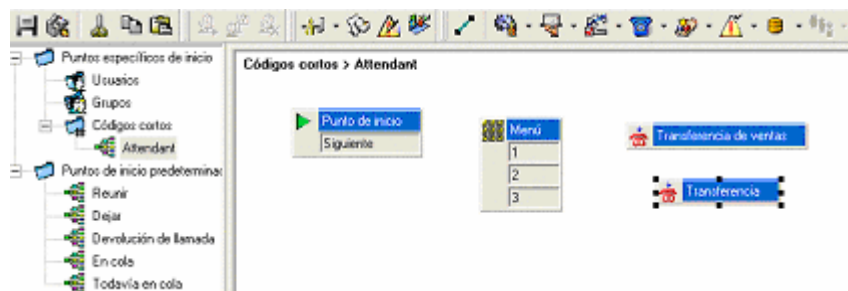 Puntos específicos de inicio
Usuarios
Grupos
Códigos cortos
Attendant
Puntos de inicio predetermina
Reunir
Dejar
Devolución de llamada
En cola
Todavía en cola
Códigos cortos > Attendant
Punto de inicio
Siguiente
Menú
1
2
3
Transferencia de ventas
Transferencia